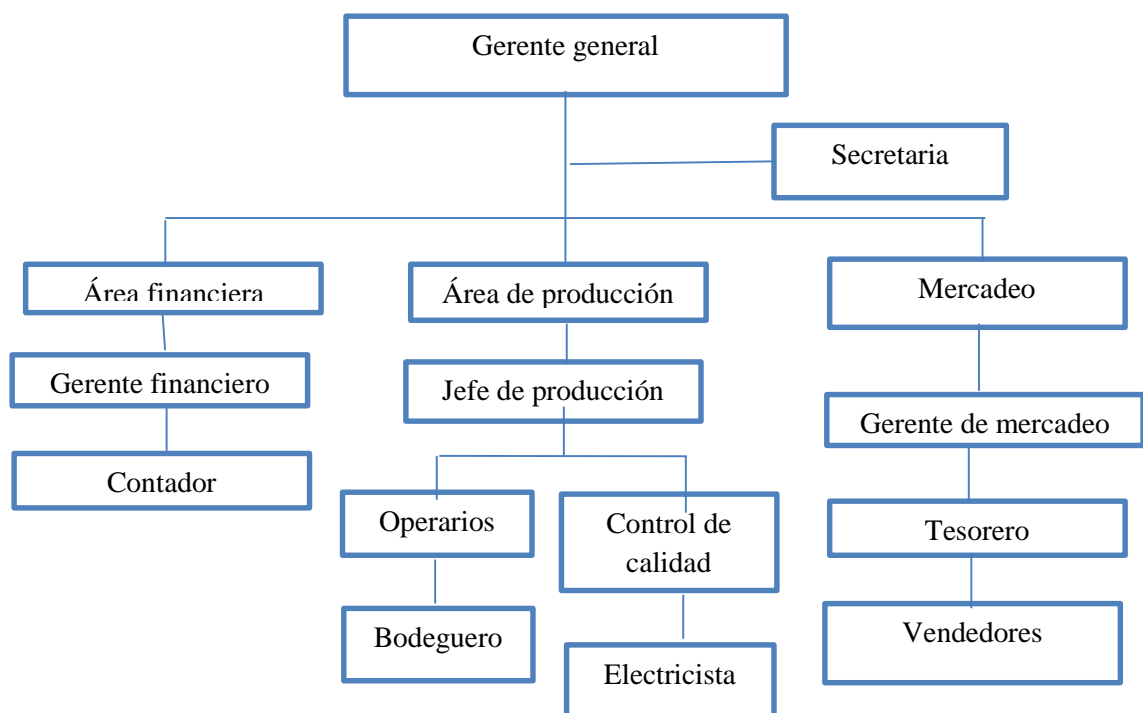 Gerente general
Secretaria
Área financiera
Área de producción
Mercadeo
Gerente financiero
Jefe de producción
Gerente de mercadeo
Contador
Operarios
Control de
calidad
Tesorero
Bodeguero
Electricista
Vendedores